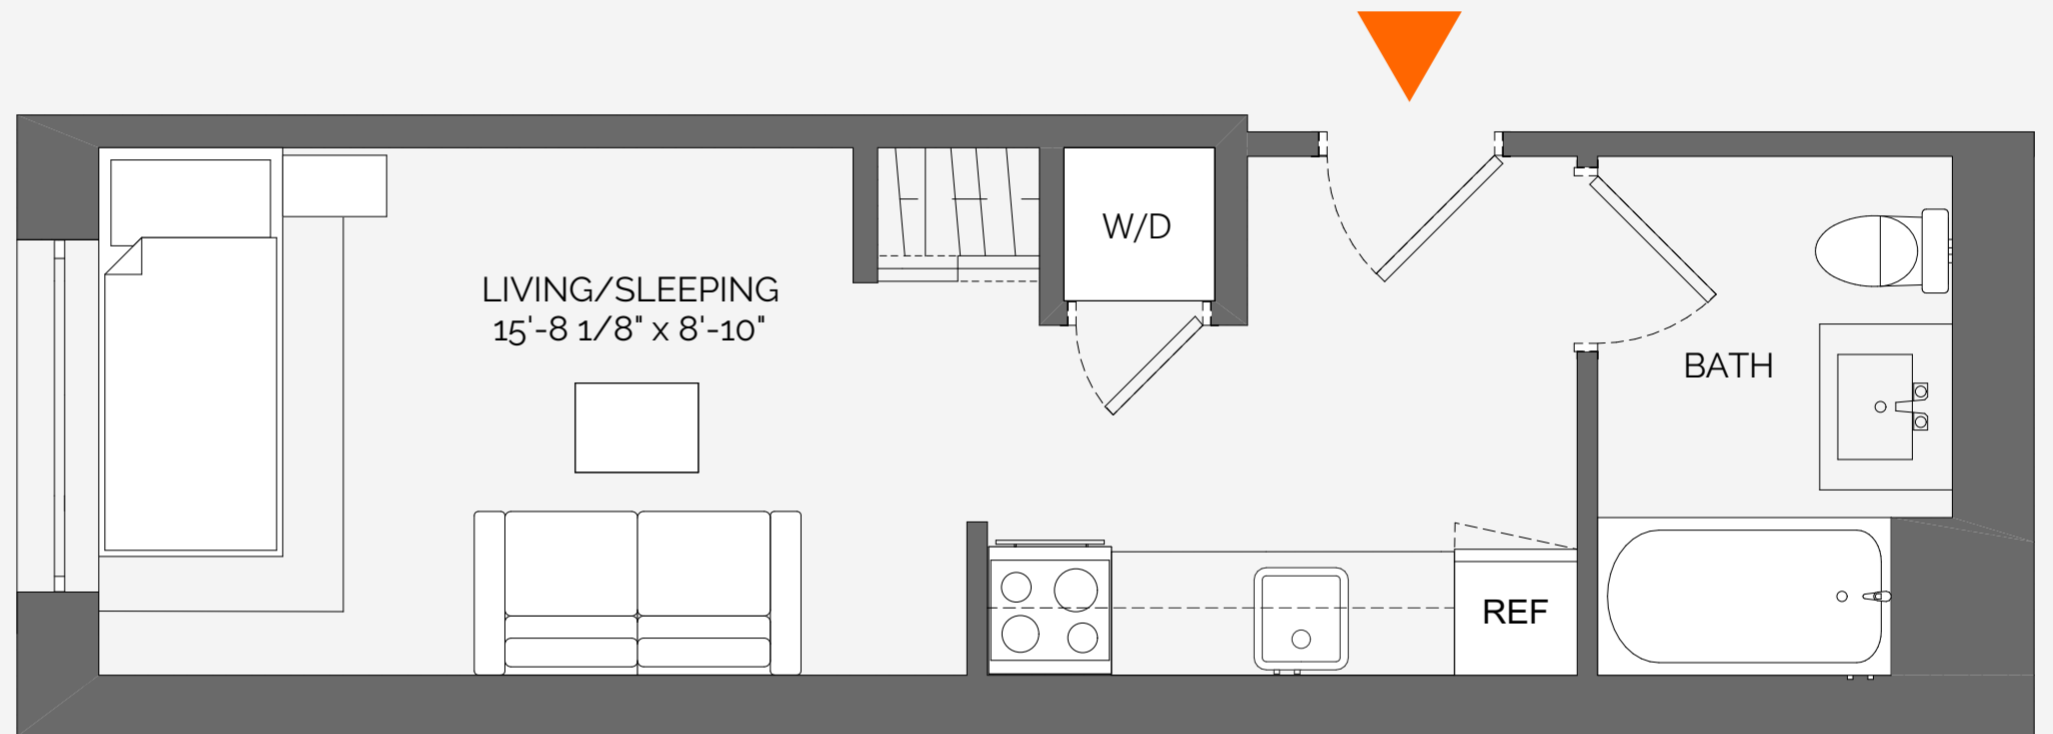 W/D
LIVING/SLEEPING
15'-8 1/8" x 8'-10"
BATH
REF